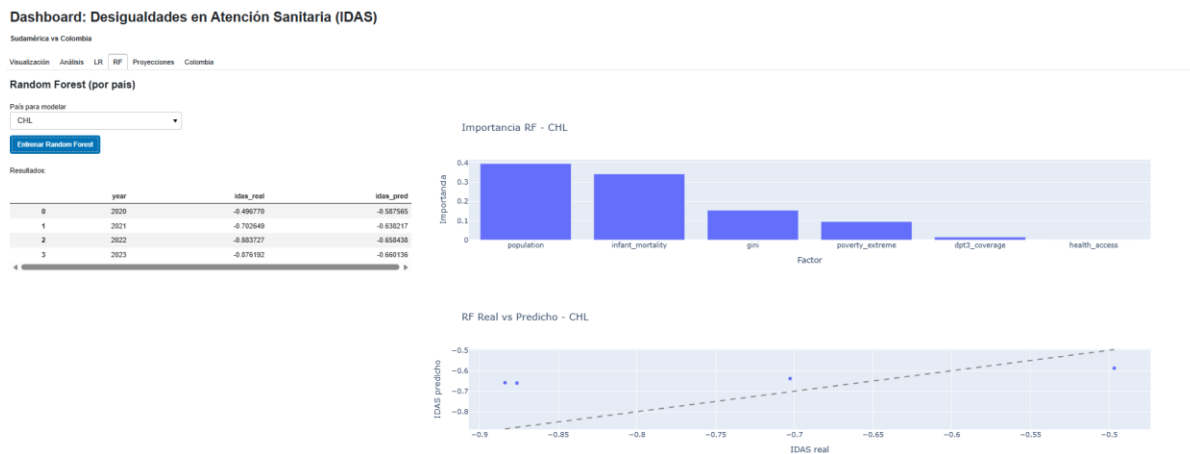 Dashboard: Desigualdades en Atención Sanitaria (IDAS)
Sudamérica vs Colombia
Visualización Análisis LR RF Proyecciones Colombia
Random Forest (por país)
País para modelar
CHL
Entrenar Random Forest
Resultados:
year idas_real idas_pred
0 2020 -0.496770 -0.587565
1 2021 -0.702649 -0.638217
2 2022 -0.883727 -0.658438
3 2023 -0.876192 -0.660136
Importancia RF - CHL
Importancia
0.4
0.3
0.2
0.1
0
population infant_mortality gini poverty_extreme dpt3_coverage health_access
Factor
RF Real vs Predicho - CHL
IDAS predicho
−0.5
−0.6
−0.7
−0.8
−0.9 −0.85 −0.8 −0.75 −0.7 −0.65 −0.6 −0.55 −0.5
IDAS real